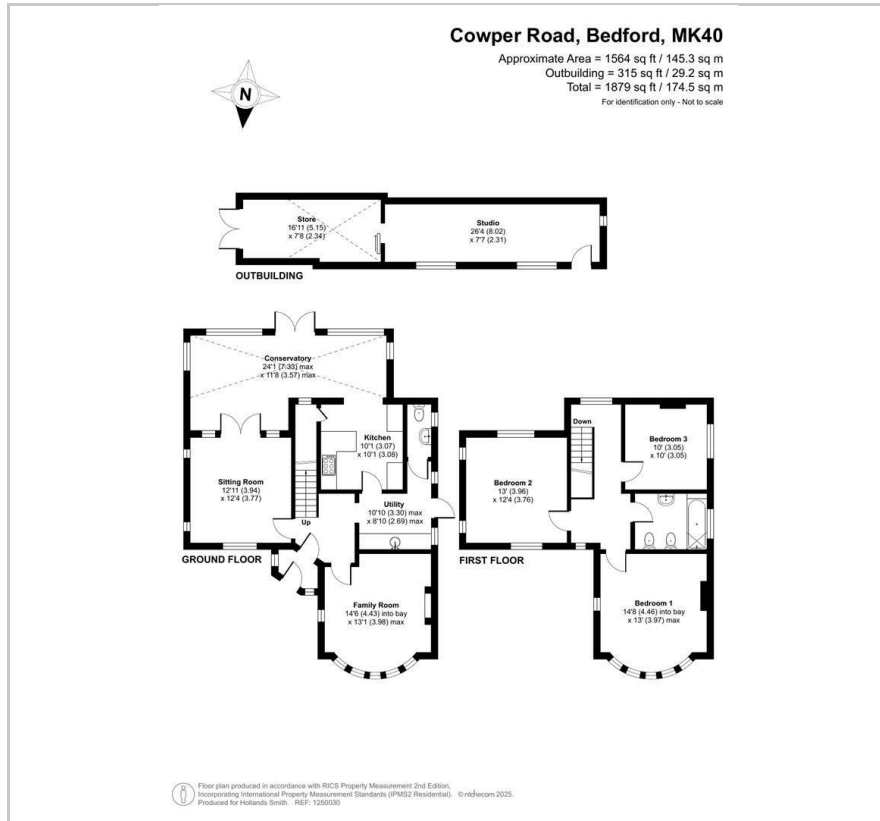 Cowper Road, Bedford, MK40
Approximate Area = 1564 sq ft / 145.3 sq m
Outbuilding = 315 sq ft / 29.2 sq m
Total = 1879 sq ft / 174.5 sq m
For identification only - Not to scale
N
Store
16'11 (5.15)
x 7'8 (2.34)
Studio
26'4 (8.02)
x 7'7 (2.31)
OUTBUILDING
Conservatory
24'1 (7.33) max
x 11'8 (3.57) max
Kitchen
10'1 (3.07)
x 10'1 (3.08)
Sitting Room
12'11 (3.94)
x 12'4 (3.77)
Utility
10'10 (3.30) max
x 8'10 (2.69) max
Up
GROUND FLOOR
Family Room
14'6 (4.43) into bay
x 13'1 (3.98) max
Down
Bedroom 3
10' (3.05)
x 10' (3.05)
Bedroom 2
13' (3.96)
x 12'4 (3.76)
FIRST FLOOR
Bedroom 1
14'8 (4.46) into bay
x 13' (3.97) max
Floor plan produced in accordance with RICS Property Measurement 2nd Edition,
Incorporating International Property Measurement Standards (IPMS2 Residential). © ntchecom 2025.
Produced for Hollands Smith. REF: 1250030